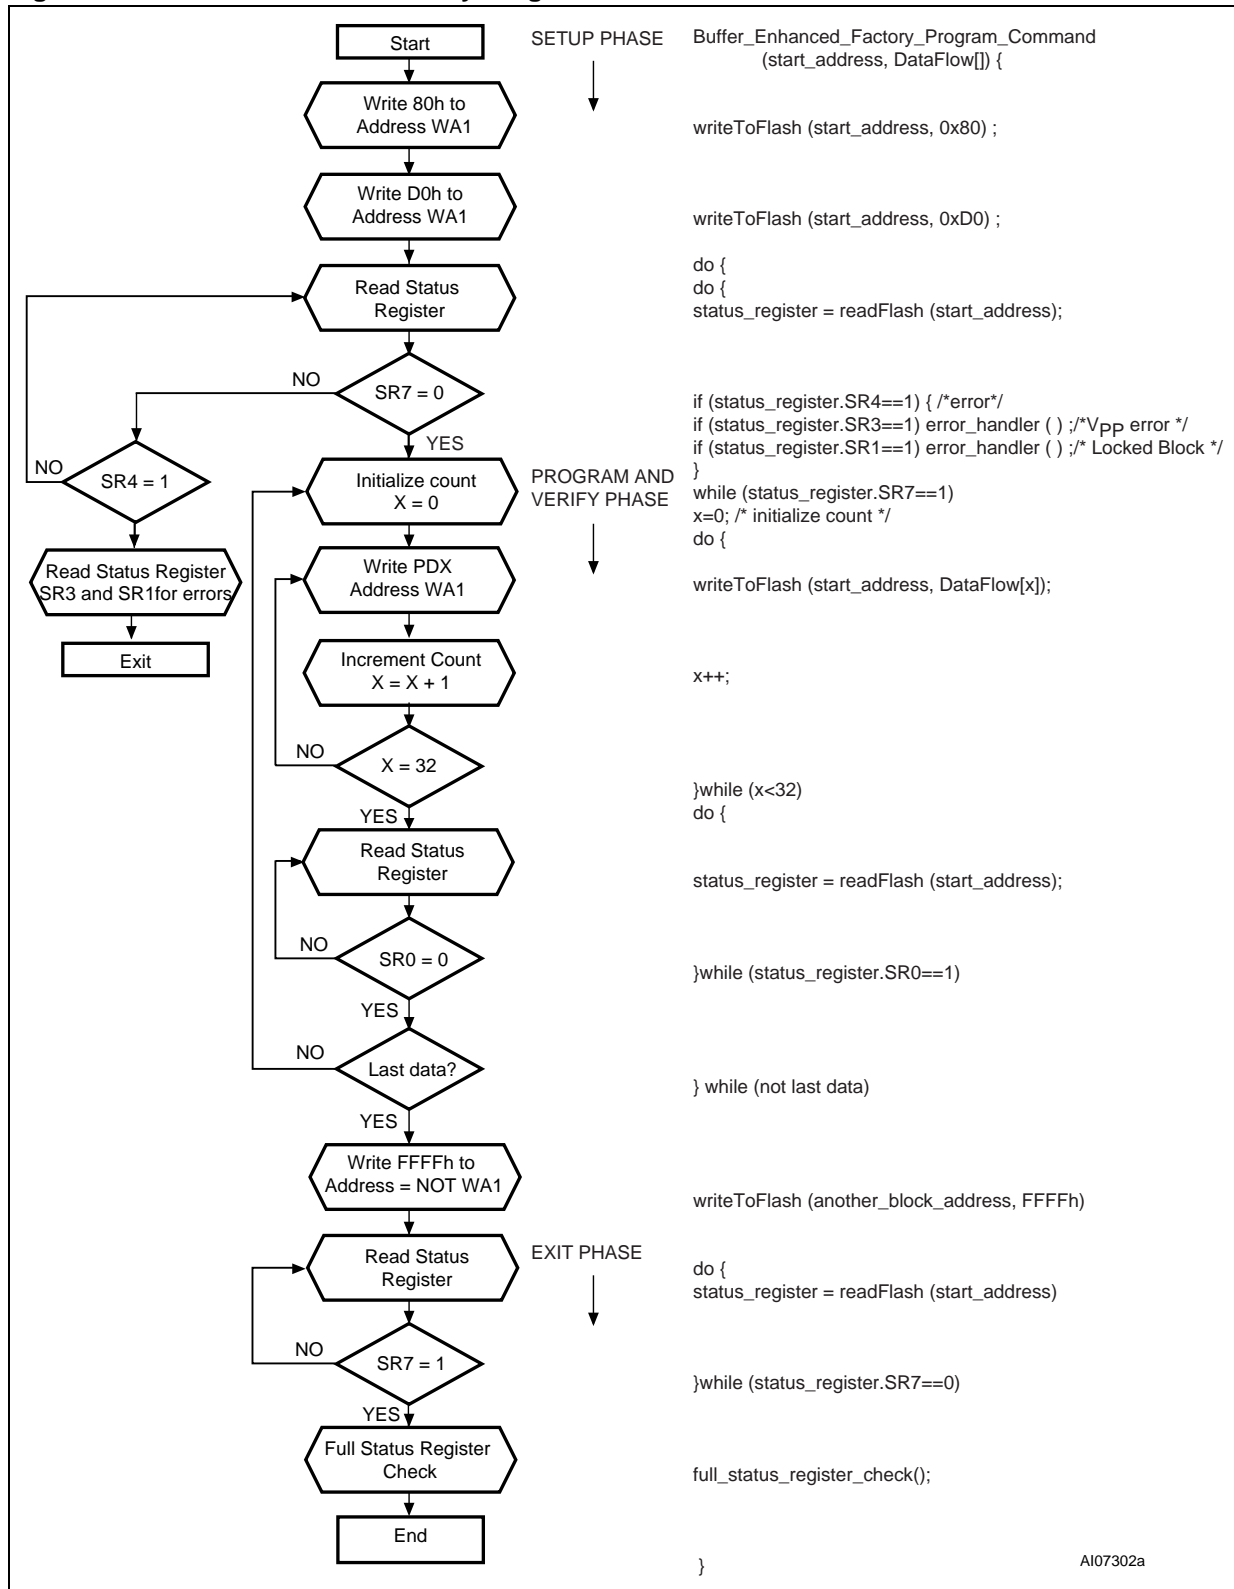 Start
SETUP PHASE
Buffer_Enhanced_Factory_Program_Command
(start_address, DataFlow[]) {
Write 80h to
Address WA1
writeToFlash (start_address, 0x80) ;
Write D0h to
Address WA1
writeToFlash (start_address, 0xD0) ;
do {
do {
Read Status
Register
status_register = readFlash (start_address);
NO
SR7 = 0
YES
if (status_register.SR4==1) { /*error*/
if (status_register.SR3==1) error_handler ( ) ;/*VPP error */
if (status_register.SR1==1) error_handler ( ) ;/* Locked Block */
}
NO
SR4 = 1
Initialize count
X = 0
PROGRAM AND
VERIFY PHASE
while (status_register.SR7==1)
x=0; /* initialize count */
do {
Read Status Register
SR3 and SR1for errors
Write PDX
Address WA1
writeToFlash (start_address, DataFlow[x]);
Exit
Increment Count
X = X + 1
x++;
NO
X = 32
YES
}while (x<32)
do {
Read Status
Register
status_register = readFlash (start_address);
NO
SR0 = 0
YES
}while (status_register.SR0==1)
NO
Last data?
YES
} while (not last data)
Write FFFFh to
Address = NOT WA1
writeToFlash (another_block_address, FFFFh)
Read Status
Register
EXIT PHASE
do {
status_register = readFlash (start_address)
NO
SR7 = 1
YES
}while (status_register.SR7==0)
Full Status Register
Check
full_status_register_check();
End
}
AI07302a